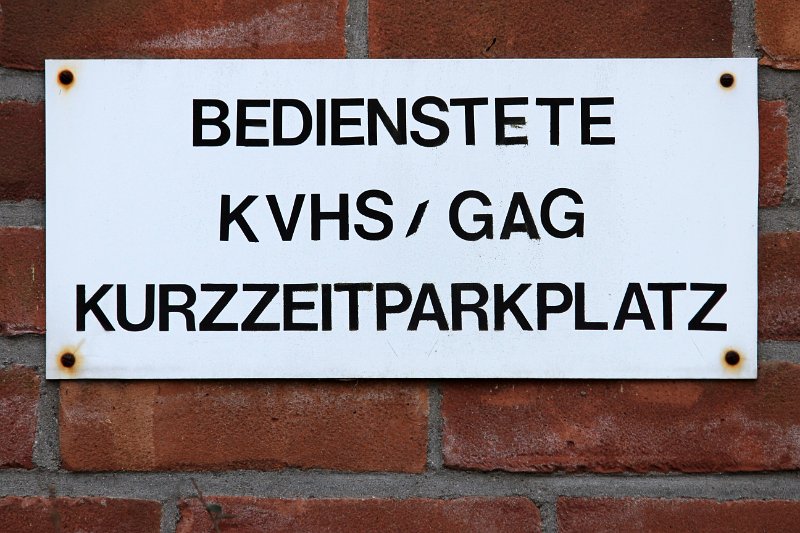 BEDIENSTETE
KVHS / GAG
KURZZEITPARKPLATZ